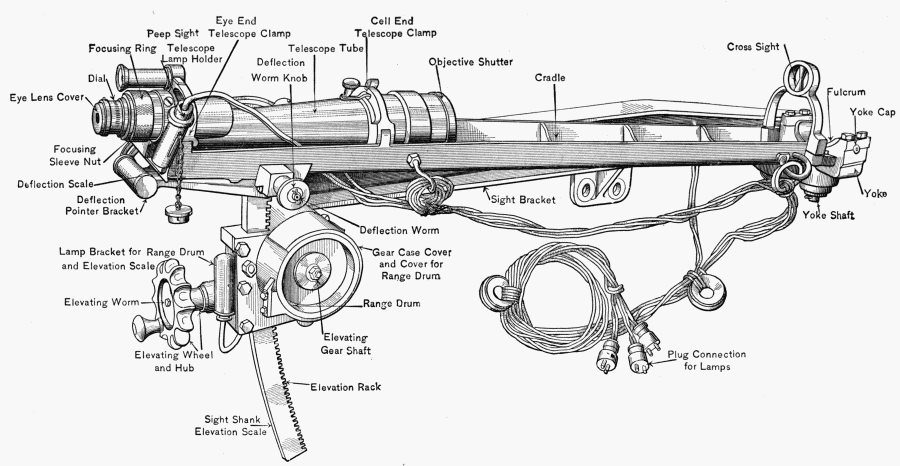 Eye End
Telescope Clamp
Cell End
Telescope Clamp
Peep Sight
Focusing Ring
Telescope
Lamp Holder
Telescope Tube
Deflection
Worm Knob
Objective Shutter
Cross Sight
Dial
Cradle
Eye Lens Cover
Fulcrum
Yoke Cap
Focusing
Sleeve Nut
Deflection Scale
Deflection
Pointer Bracket
Sight Bracket
Yoke
Yoke Shaft
Deflection Worm
Lamp Bracket for Range Drum
and Elevation Scale
Gear Case Cover
and Cover for
Range Drum
Elevating Worm
Range Drum
Elevating
Gear Shaft
Elevating Wheel
and Hub
Plug Connection
for Lamps
Elevation Rack
Sight Shank
Elevation Scale